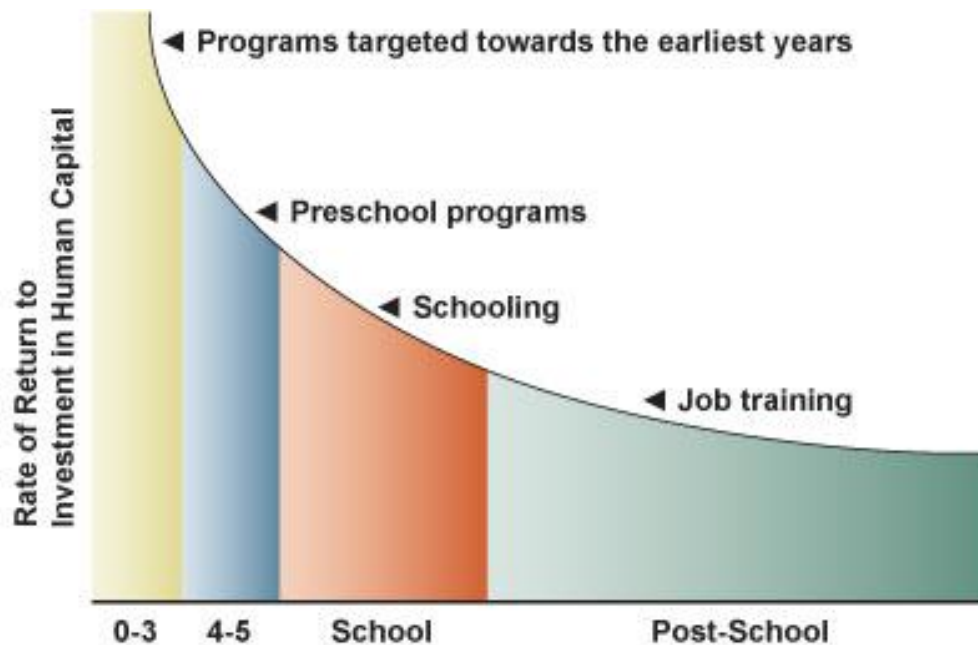 Programs targeted towards the earliest years
Preschool programs
Schooling
Job training
Rate of Return to
Investment in Human Capital
0-3
4-5
School
Post-School